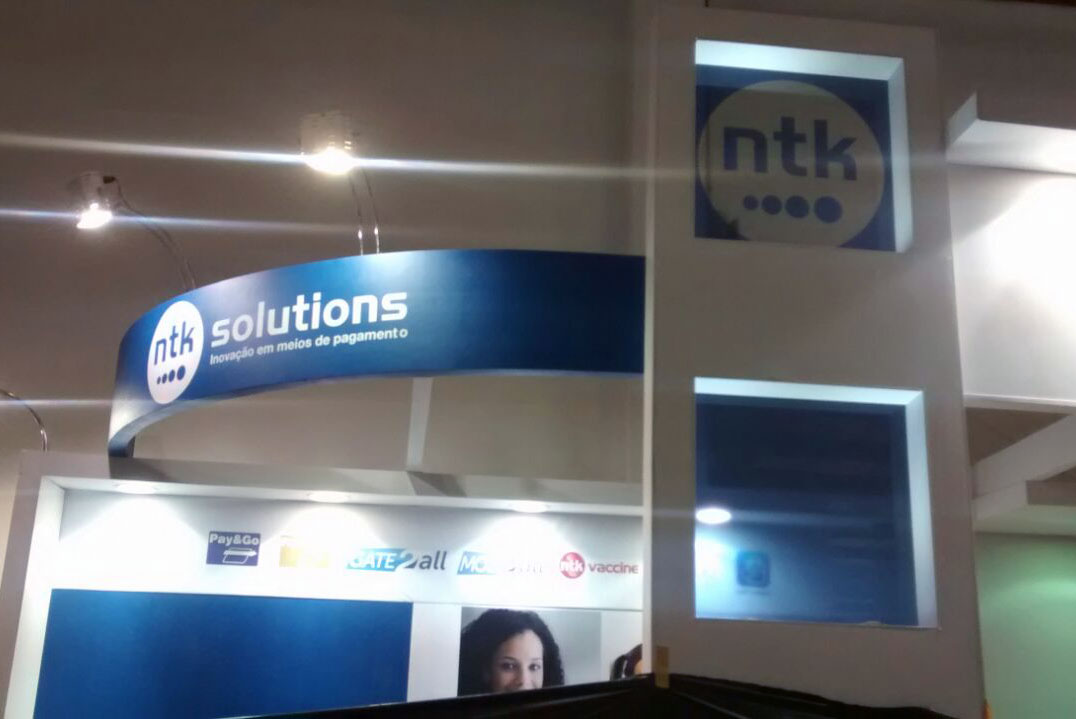 ntk
ntk solutions
Inovação em meios de pagamento
Pay&Go
GATE2all
ntk vaccine